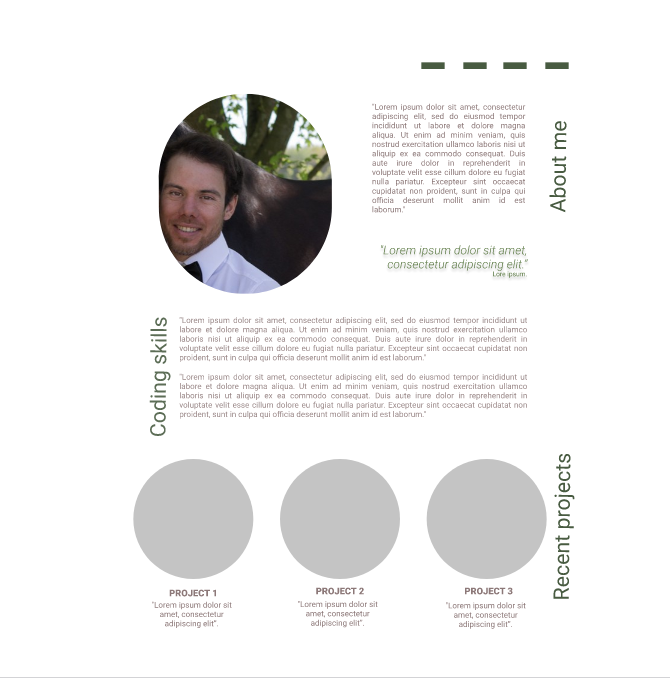 "Lorem ipsum dolor sit amet, consectetur
adipiscing elit, sed do eiusmod tempor
incididunt ut labore et dolore magna
aliqua. Ut enim ad minim veniam, quis
nostrud exercitation ullamco laboris nisi ut
aliquip ex ea commodo consequat. Duis
aute irure dolor in reprehenderit in
voluptate velit esse cillum dolore eu fugiat
nulla pariatur. Excepteur sint occaecat
cupidatat non proident, sunt in culpa qui
officia deserunt mollit anim id est
laborum."
About me
"Lorem ipsum dolor sit amet,
consectetur adipiscing elit."
Lore ipsum
Coding skills
"Lorem ipsum dolor sit amet, consectetur adipiscing elit, sed do eiusmod tempor incididunt ut
labore et dolore magna aliqua. Ut enim ad minim veniam, quis nostrud exercitation ullamco
laboris nisi ut aliquip ex ea commodo consequat. Duis aute irure dolor in reprehenderit in
voluptate velit esse cillum dolore eu fugiat nulla pariatur. Excepteur sint occaecat cupidatat non
proident, sunt in culpa qui officia deserunt mollit anim id est laborum."
"Lorem ipsum dolor sit amet, consectetur adipiscing elit, sed do eiusmod tempor incididunt ut
labore et dolore magna aliqua. Ut enim ad minim veniam, quis nostrud exercitation ullamco
laboris nisi ut aliquip ex ea commodo consequat. Duis aute irure dolor in reprehenderit in
voluptate velit esse cillum dolore eu fugiat nulla pariatur. Excepteur sint occaecat cupidatat non
proident, sunt in culpa qui officia deserunt mollit anim id est laborum."
Recent projects
PROJECT 1
"Lorem ipsum dolor sit
amet, consectetur
adipiscing elit".
PROJECT 2
"Lorem ipsum dolor sit
amet, consectetur
adipiscing elit".
PROJECT 3
"Lorem ipsum dolor sit
amet, consectetur
adipiscing elit".